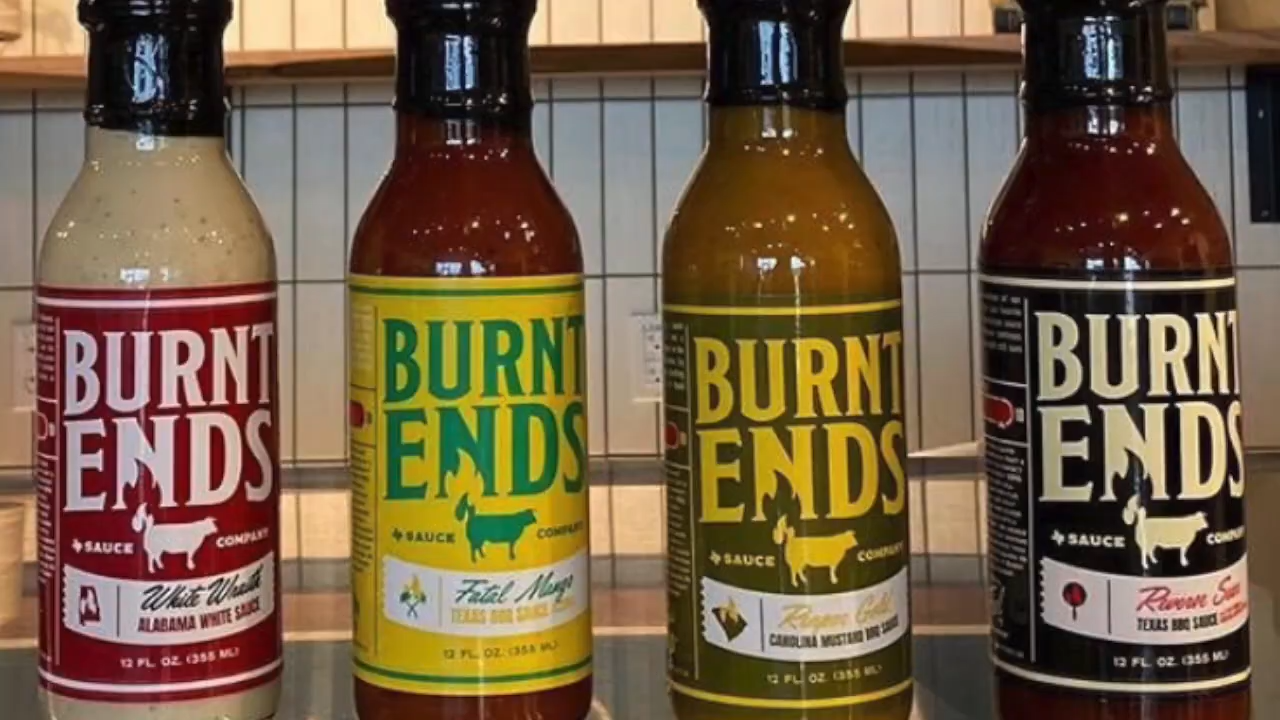 BURNT
ENDS
SAUCE COMPANY
White Wraith
ALABAMA WHITE SAUCE
12 FL. OZ. (355 ML)
BURNT
ENDS
SAUCE COMPANY
Fatal Mango
TEXAS BBQ SAUCE
12 FL. OZ. (355 ML)
BURNT
ENDS
SAUCE COMPANY
Reaper Gold
CAROLINA MUSTARD BBQ SAUCE
12 FL. OZ. (355 ML)
BURNT
ENDS
SAUCE COMPANY
TEXAS BBQ SAUCE
12 FL. OZ. (355 ML)